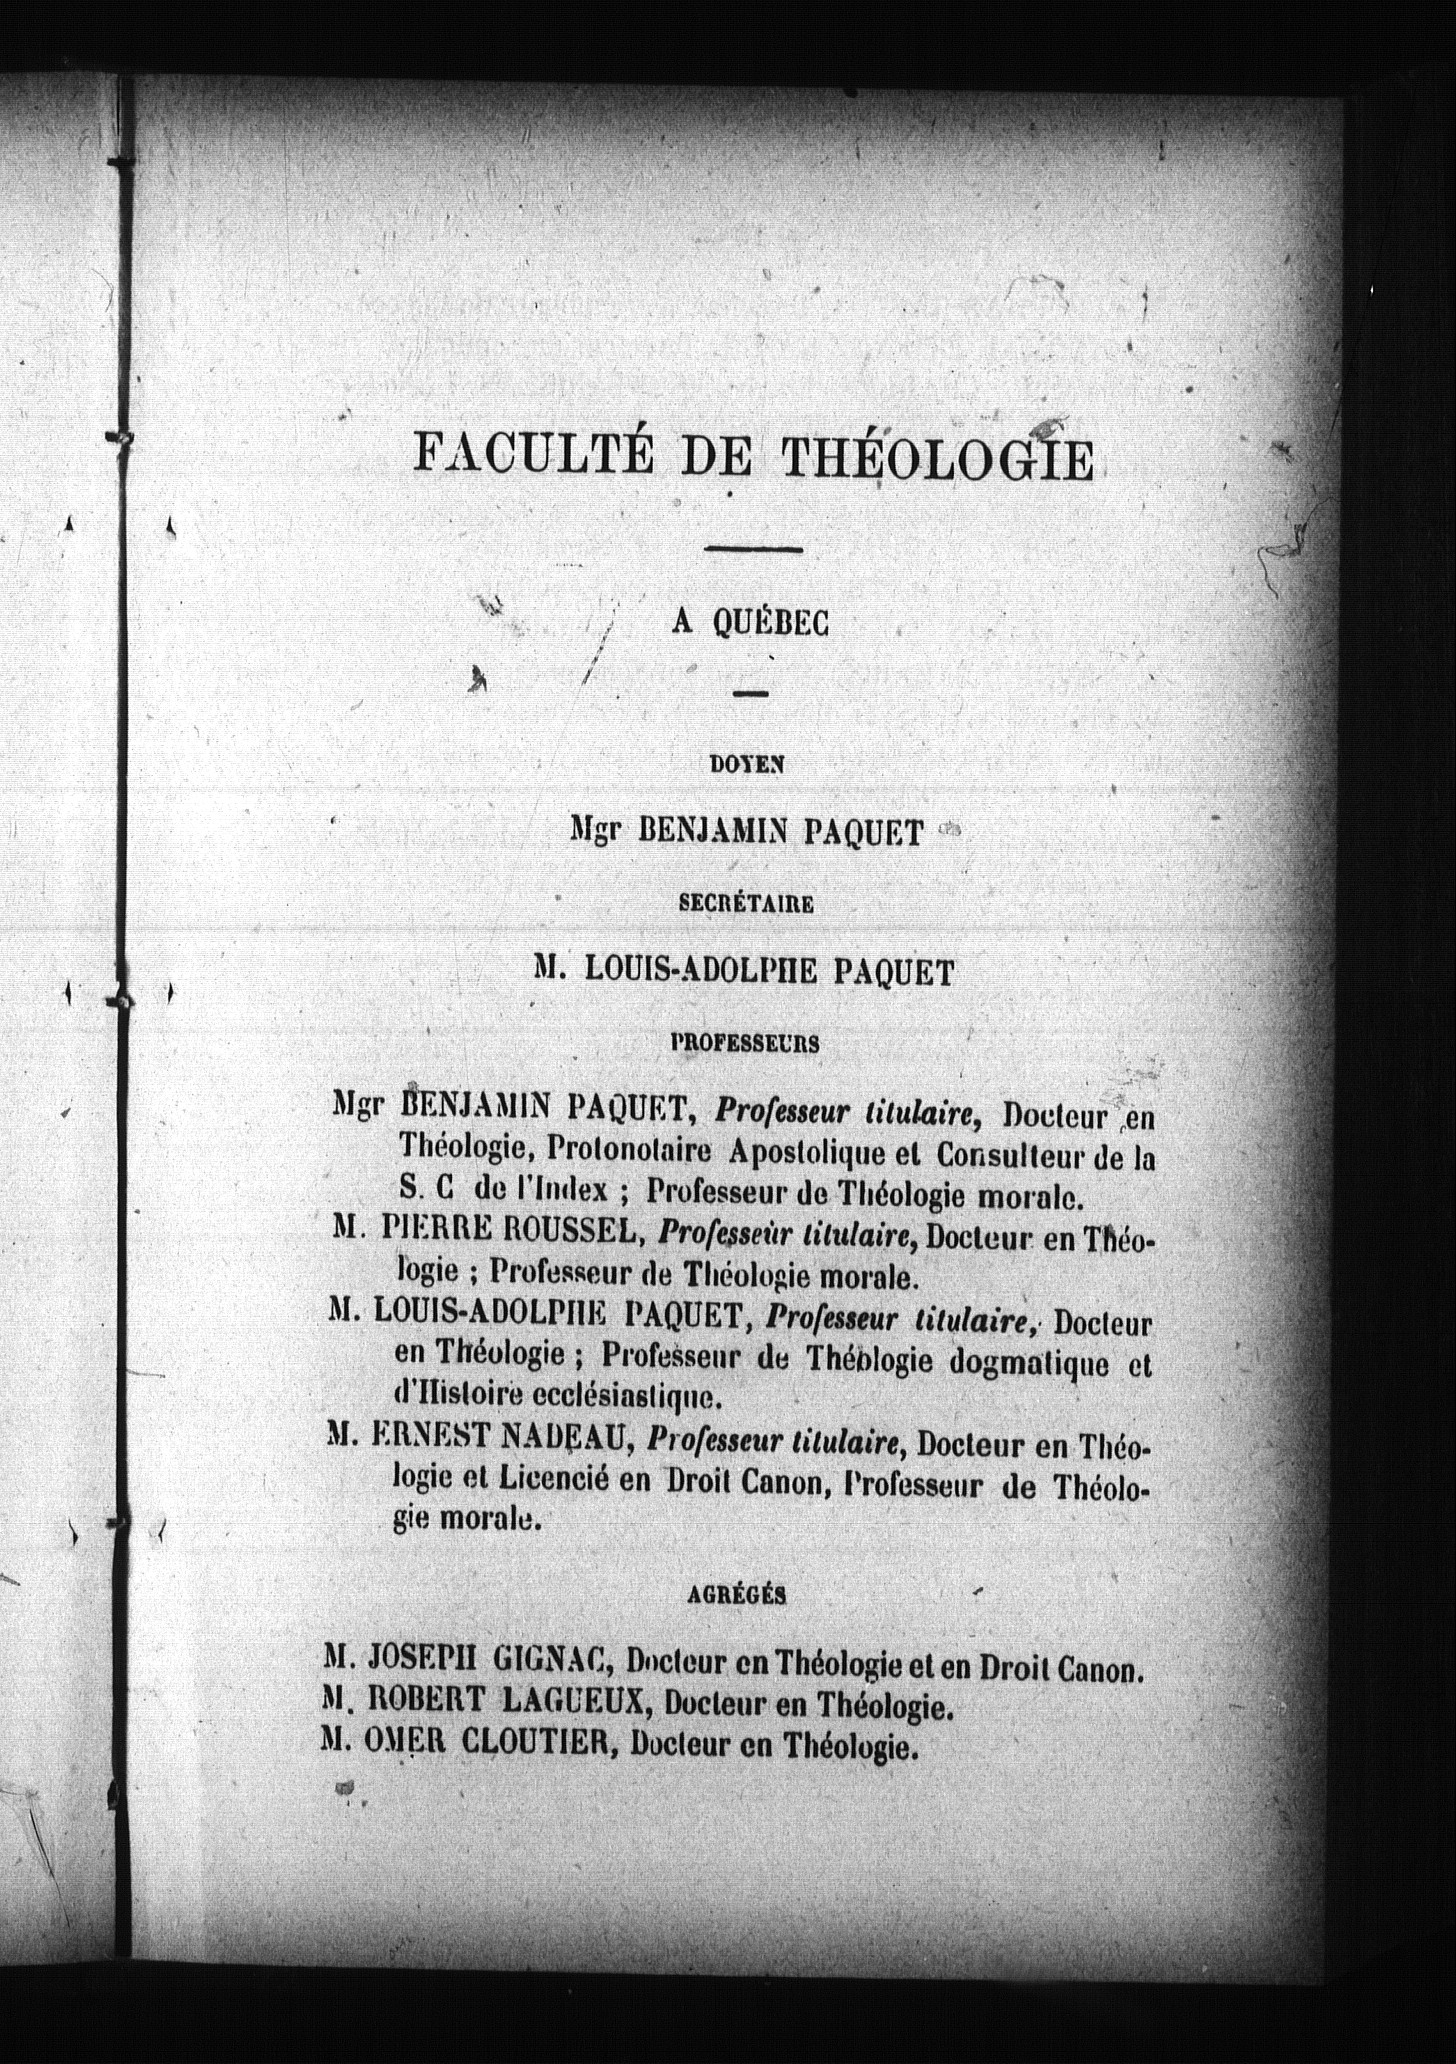 FACULTÉ DE THÉOLOGIE
A QUÉBEC
DOYEN
Mgr BENJAMIN PAQUET
SECRÉTAIRE
M. LOUIS-ADOLPHE PAQUET
PROFESSEURS
Mgr BENJAMIN PAQUET, Professeur titulaire, Docteur en
Théologie, Protonotaire Apostolique et Consulteur de la
S. C de l'Index ; Professeur de Théologie morale.
M. PIERRE ROUSSEL, Professeur titulaire, Docteur en Théo-
logie ; Professeur de Théologie morale.
M. LOUIS-ADOLPHE PAQUET, Professeur titulaire, Docteur
en Théologie ; Professeur de Théologie dogmatique et
d'Histoire ecclésiastique.
M. ERNEST NADEAU, Professeur titulaire, Docteur en Théo-
logie et Licencié en Droit Canon, Professeur de Théolo-
gie morale.
AGRÉGÉS
M. JOSEPH GIGNAC, Docteur en Théologie et en Droit Canon.
M. ROBERT LAGUEUX, Docteur en Théologie.
M. OMER CLOUTIER, Docteur en Théologie.